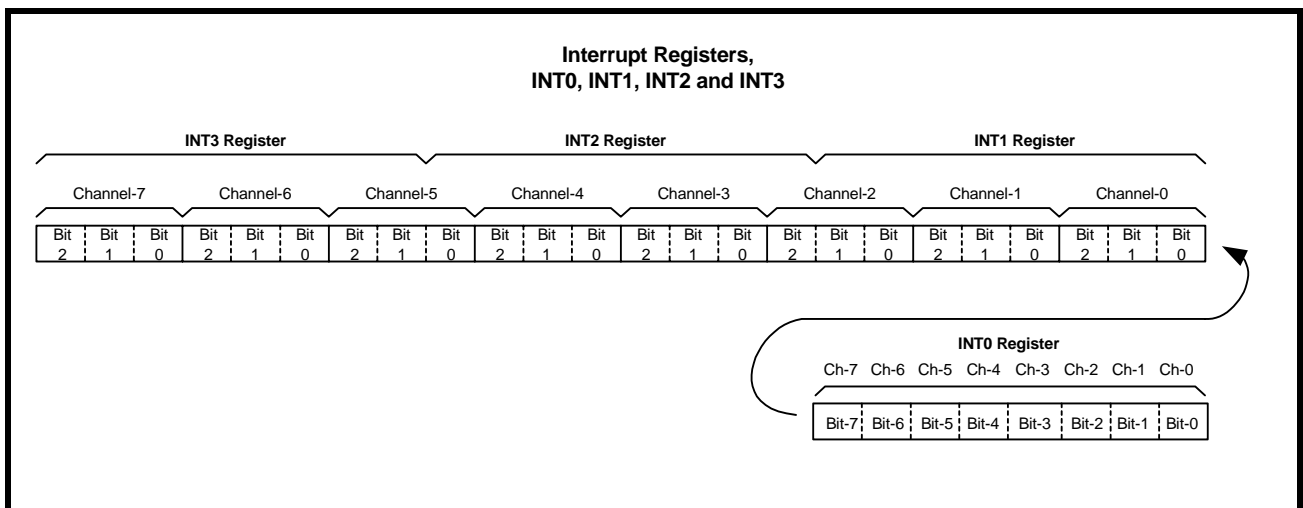 Interrupt Registers,
INT0, INT1, INT2 and INT3
INT3 Register INT2 Register INT1 Register
Channel-7 Channel-6 Channel-5 Channel-4 Channel-3 Channel-2 Channel-1 Channel-0
Bit Bit Bit Bit Bit Bit Bit Bit Bit Bit Bit Bit Bit Bit Bit Bit Bit Bit Bit Bit Bit Bit Bit Bit
2 1 0 2 1 0 2 1 0 2 1 0 2 1 0 2 1 0 2 1 0 2 1 0
INT0 Register
Ch-7 Ch-6 Ch-5 Ch-4 Ch-3 Ch-2 Ch-1 Ch-0
Bit-7 Bit-6 Bit-5 Bit-4 Bit-3 Bit-2 Bit-1 Bit-0